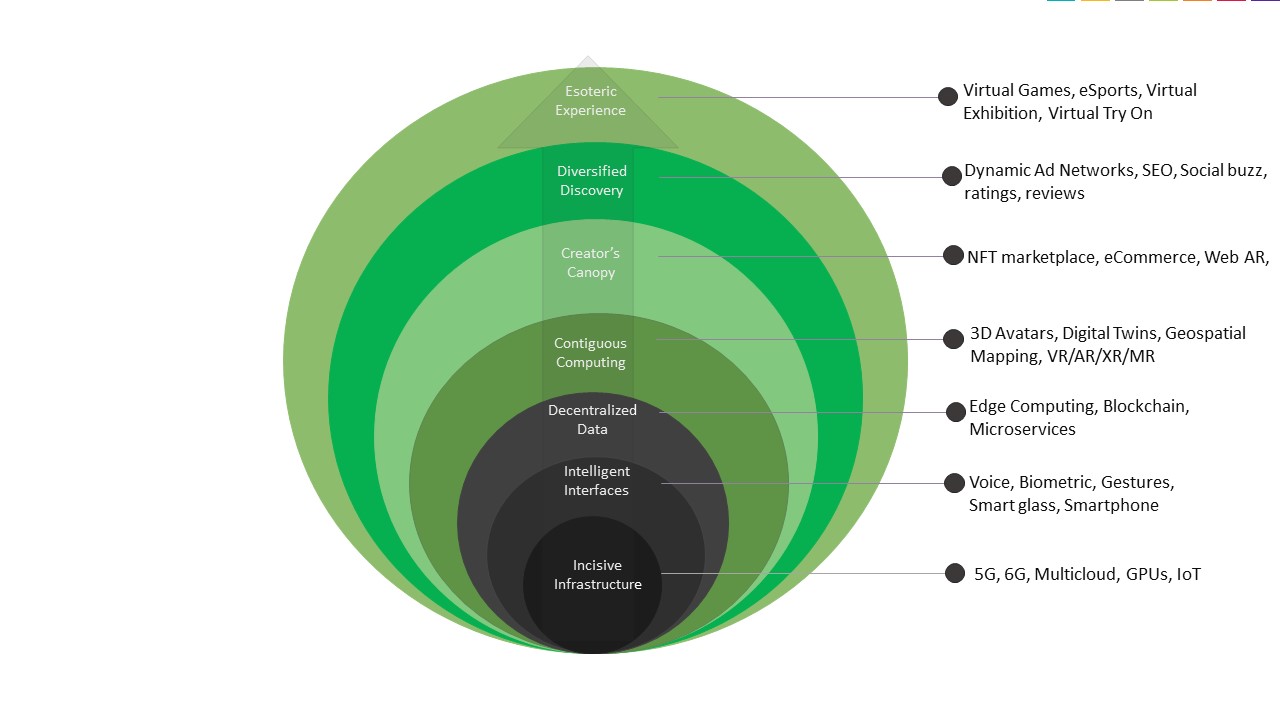 Esoteric
Experience
Virtual Games, eSports, Virtual
Exhibition, Virtual Try On
Diversified
Discovery
Dynamic Ad Networks, SEO, Social buzz,
ratings, reviews
Creator’s
Canopy
NFT marketplace, eCommerce, Web AR,
Contiguous
Computing
3D Avatars, Digital Twins, Geospatial
Mapping, VR/AR/XR/MR
Decentralized
Data
Edge Computing, Blockchain,
Microservices
Intelligent
Interfaces
Voice, Biometric, Gestures,
Smart glass, Smartphone
Incisive
Infrastructure
5G, 6G, Multicloud, GPUs, IoT